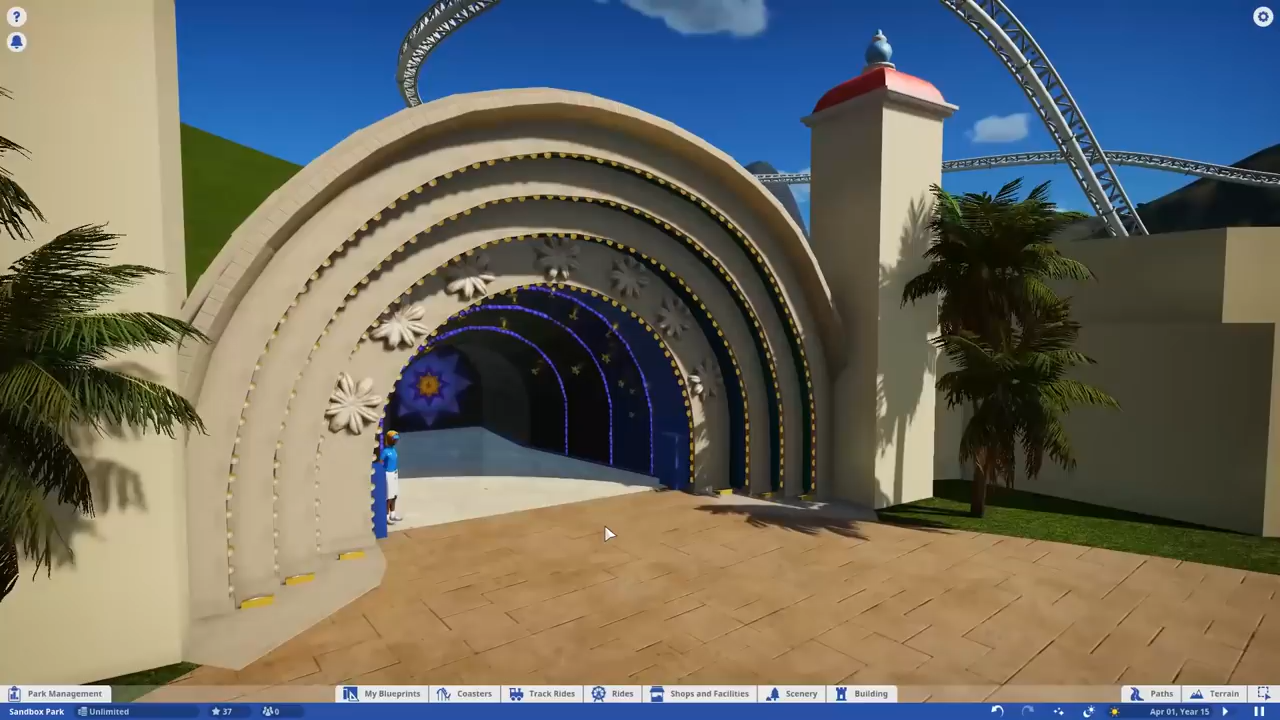 ?
Park Management
My Blueprints
Coasters
Track Rides
Rides
Shops and Facilities
Scenery
Building
Paths
Terrain
Sandbox Park
Unlimited
37
0
Apr 01, Year 15